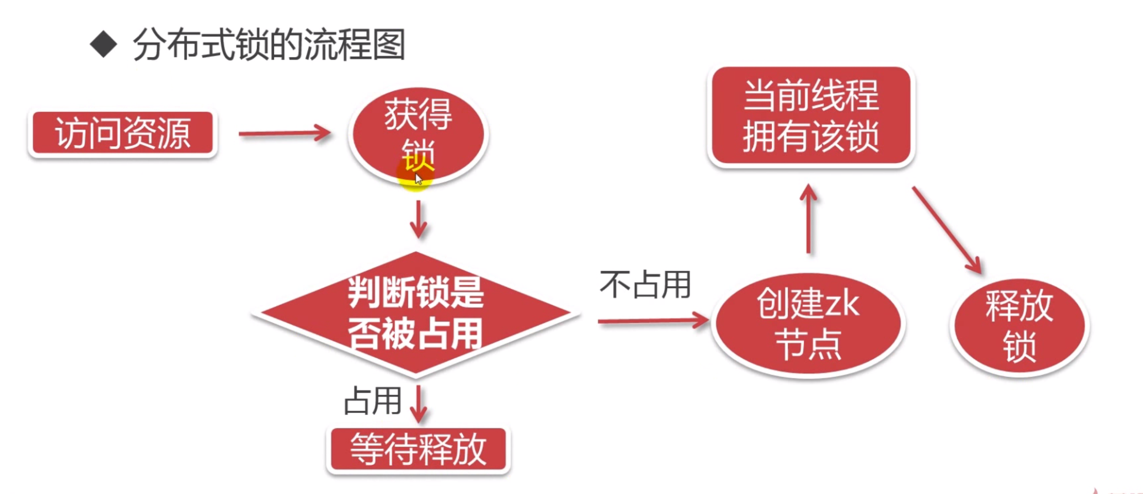 ◆ 分布式锁的流程图
访问资源
获得
锁
判断锁是
否被占用
占用
等待释放
不占用
创建zk
节点
当前线程
拥有该锁
释放
锁